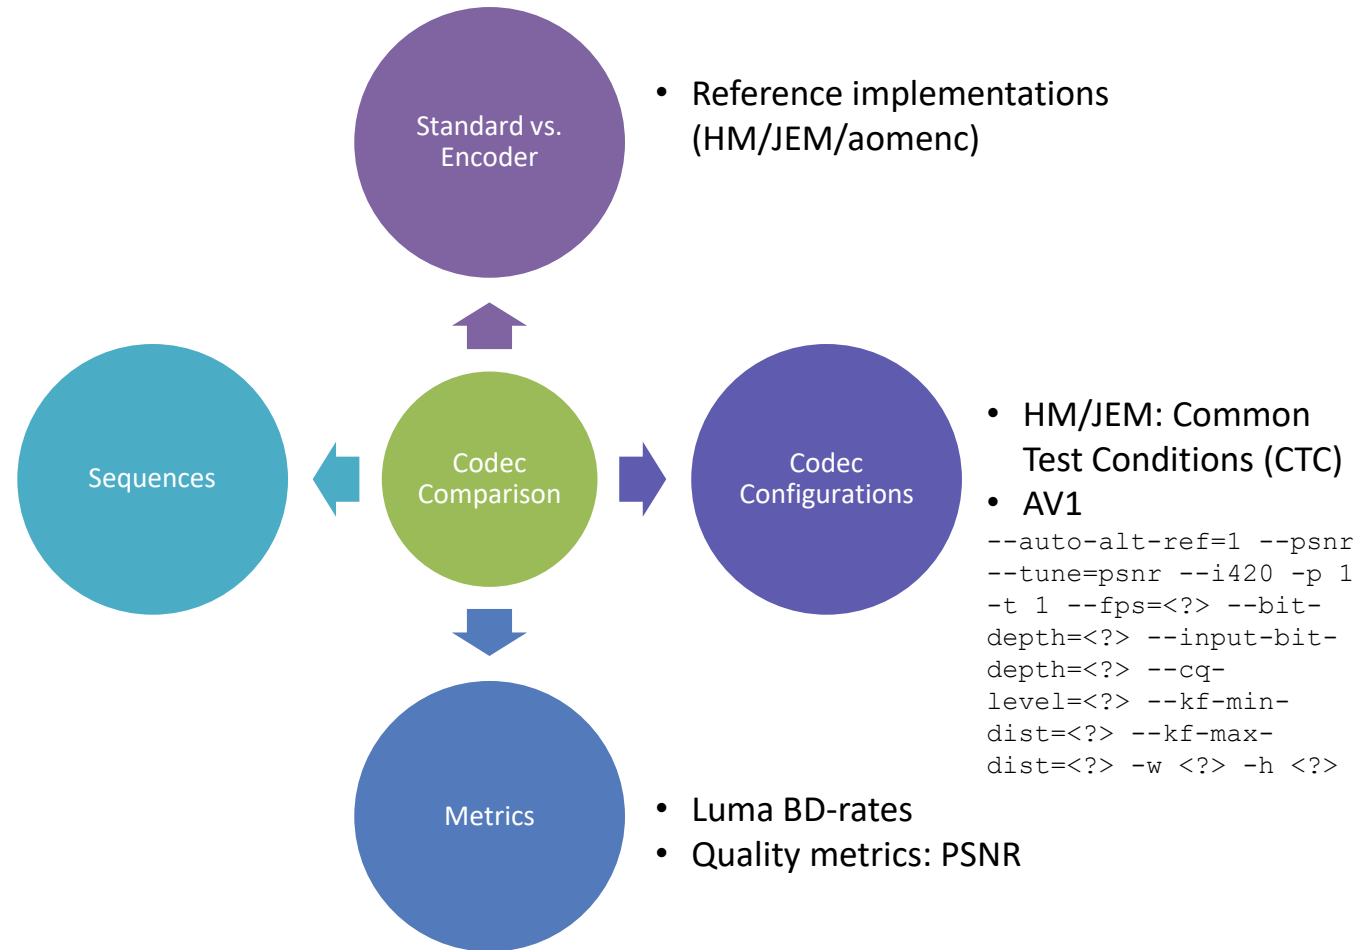 Standard vs.
Encoder
• Reference implementations
(HM/JEM/aomenc)
Sequences
Codec
Comparison
Codec
Configurations
• HM/JEM: Common
Test Conditions (CTC)
• AV1
--auto-alt-ref=1 --psnr
--tune=psnr --i420 -p 1
-t 1 --fps=<?> --bit-
depth=<?> --input-bit-
depth=<?> --cq-
level=<?> --kf-min-
dist=<?> --kf-max-
dist=<?> -w <?> -h <?>
Metrics
• Luma BD-rates
• Quality metrics: PSNR